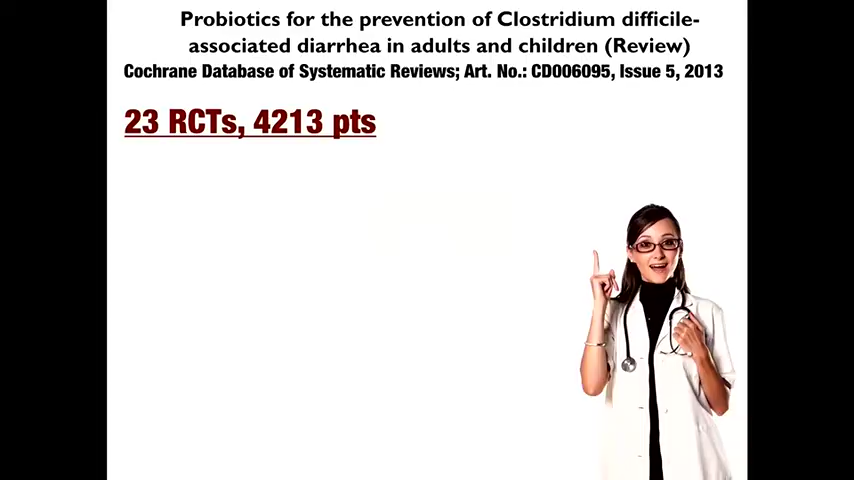 Probiotics for the prevention of Clostridium difficile-
associated diarrhea in adults and children (Review)
Cochrane Database of Systematic Reviews; Art. No.: CD006095, Issue 5, 2013
23 RCTs, 4213 pts